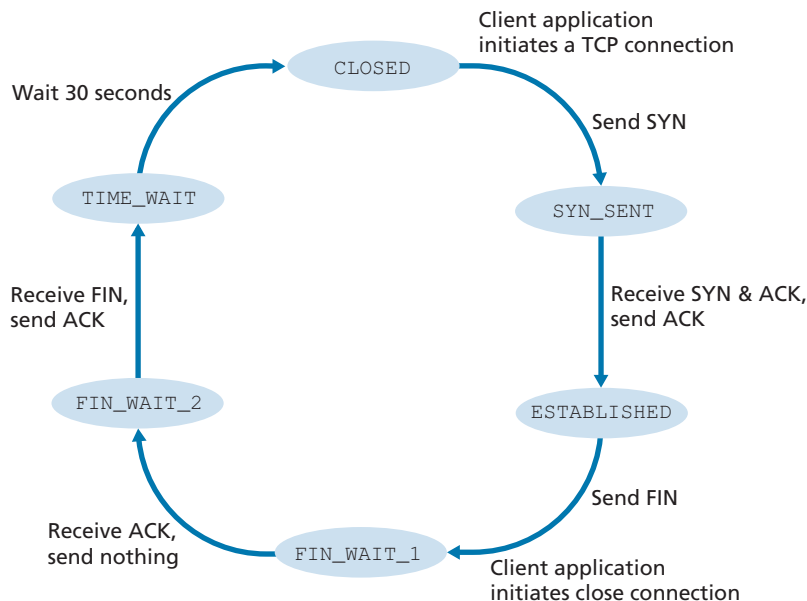 Client application
initiates a TCP connection
CLOSED
Wait 30 seconds
Send SYN
TIME_WAIT
SYN_SENT
Receive FIN,
send ACK
Receive SYN & ACK,
send ACK
FIN_WAIT_2
ESTABLISHED
Send FIN
Receive ACK,
send nothing
FIN_WAIT_1
Client application
initiates close connection